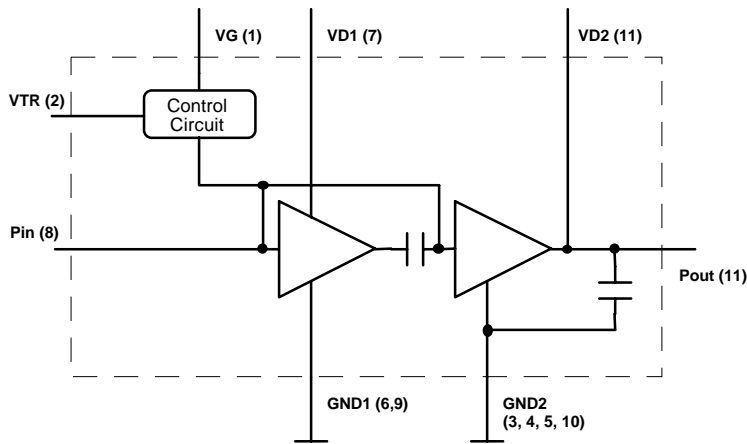 VG (1)
VD1 (7)
VD2 (11)
VTR (2)
Control
Circuit
Pin (8)
Pout (11)
GND1 (6,9)
GND2
(3, 4, 5, 10)